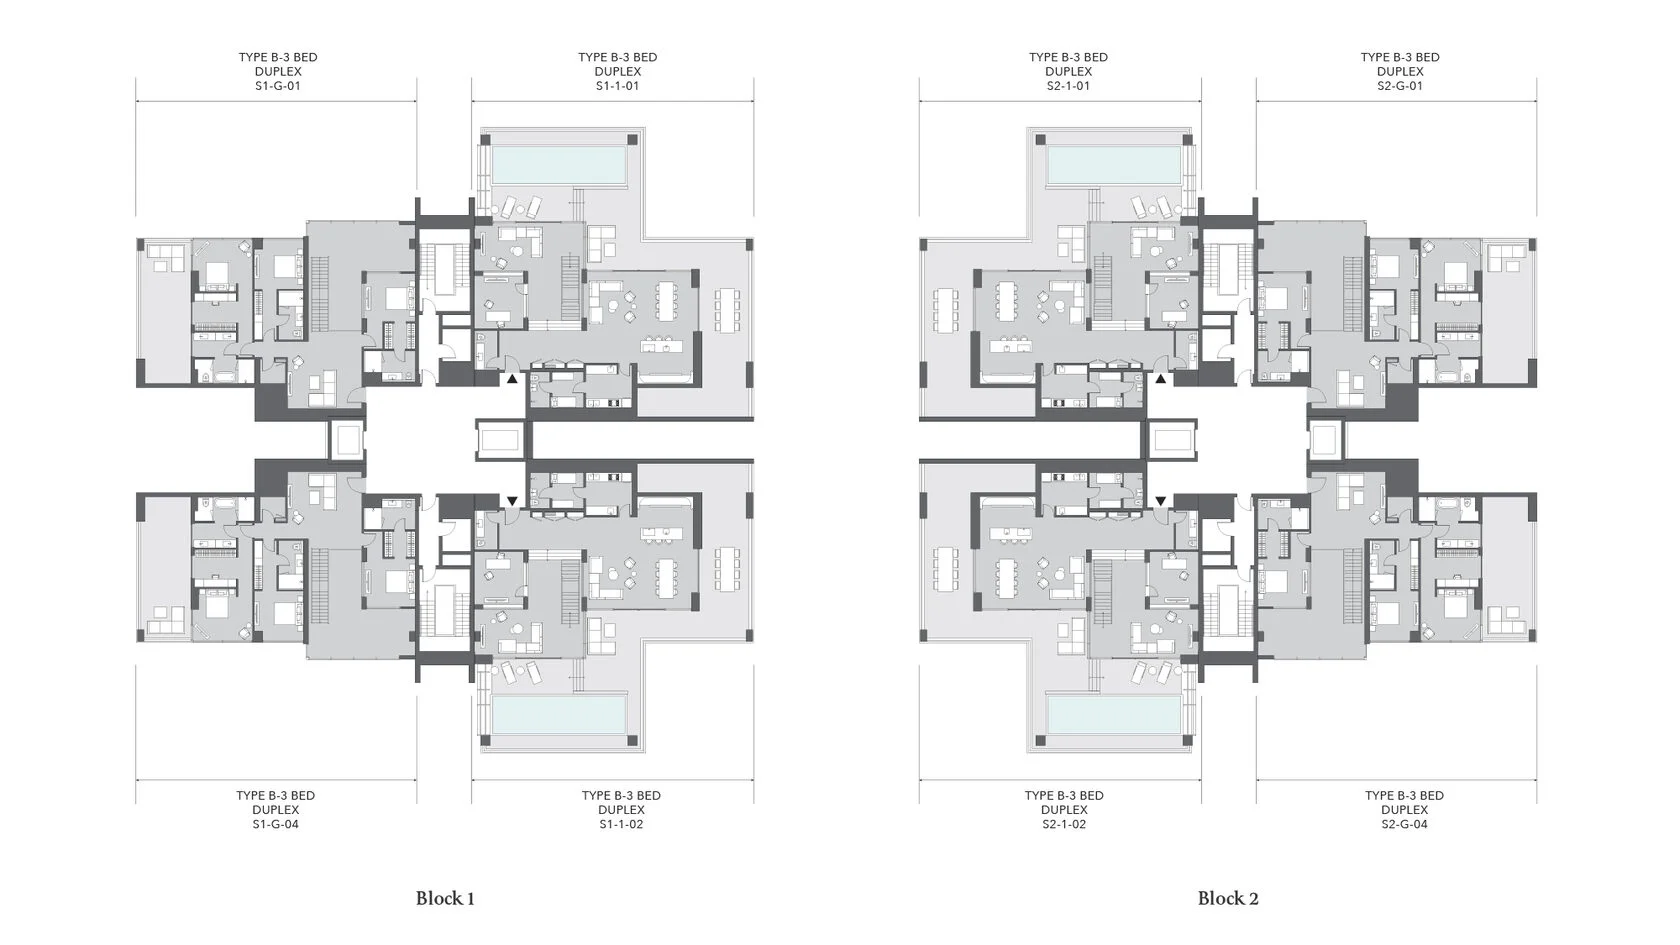 TYPE B-3 BED
DUPLEX
S1-G-01
TYPE B-3 BED
DUPLEX
S1-1-01
TYPE B-3 BED
DUPLEX
S2-1-01
TYPE B-3 BED
DUPLEX
S2-G-01
TYPE B-3 BED
DUPLEX
S1-G-04
TYPE B-3 BED
DUPLEX
S1-1-02
TYPE B-3 BED
DUPLEX
S2-1-02
TYPE B-3 BED
DUPLEX
S2-G-04
Block 1
Block 2